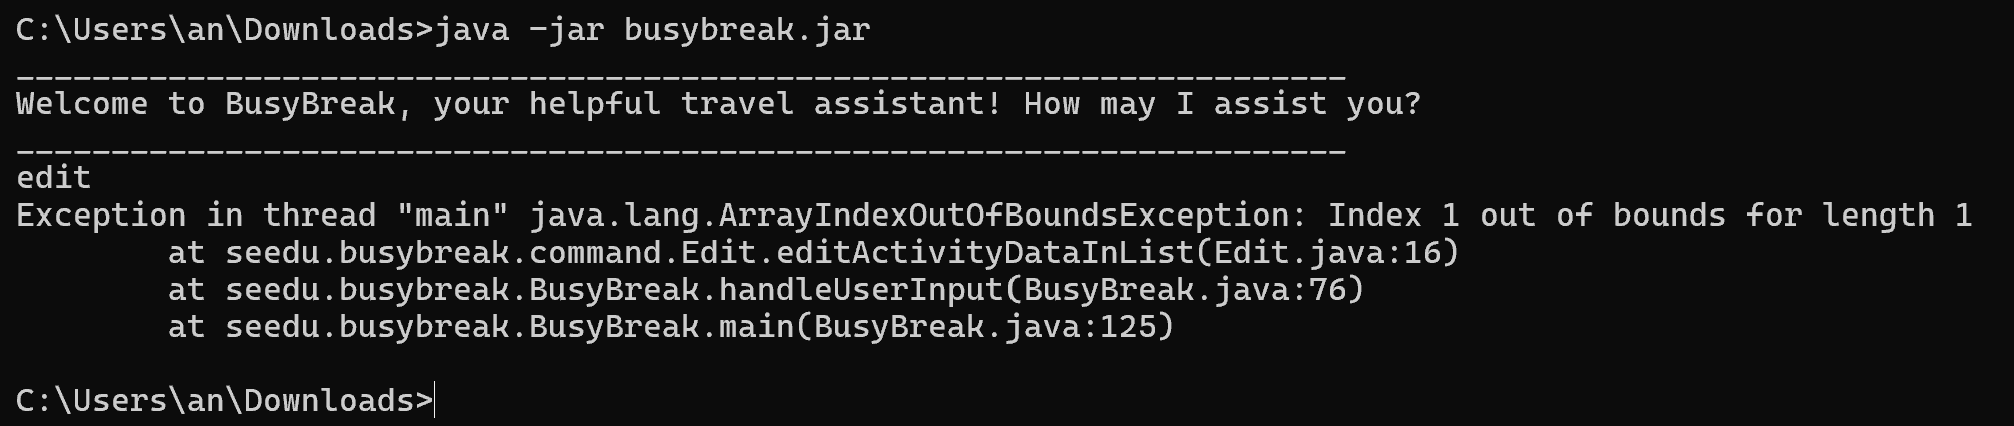 C:\Users\an\Downloads>java -jar busybreak.jar
______________________________________________________________________
Welcome to BusyBreak, your helpful travel assistant! How may I assist you?
______________________________________________________________________
edit
Exception in thread "main" java.lang.ArrayIndexOutOfBoundsException: Index 1 out of bounds for length 1
        at seedu.busybreak.command.Edit.editActivityDataInList(Edit.java:16)
        at seedu.busybreak.BusyBreak.handleUserInput(BusyBreak.java:76)
        at seedu.busybreak.BusyBreak.main(BusyBreak.java:125)
C:\Users\an\Downloads>